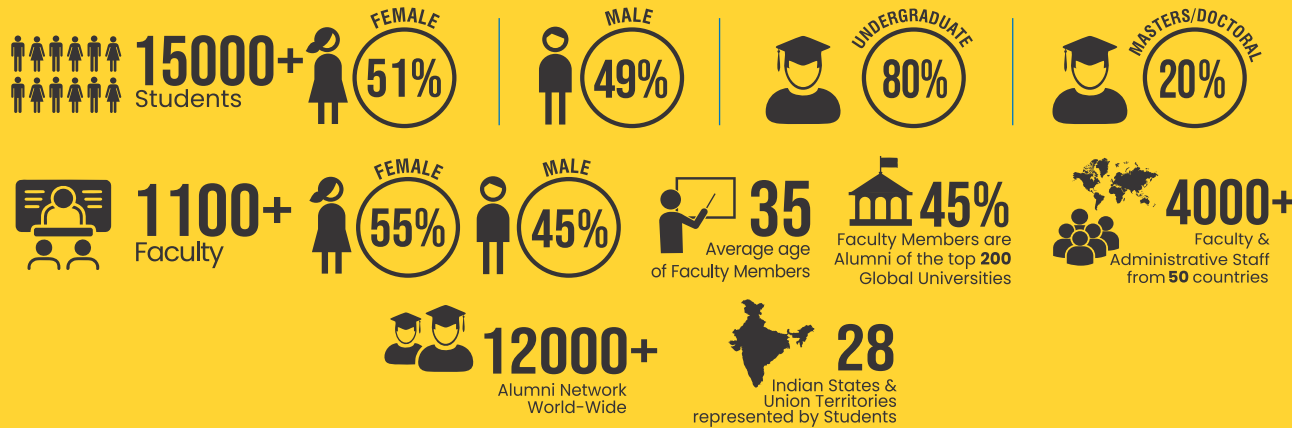 15000+
Students
FEMALE
51%
MALE
49%
UNDERGRADUATE
80%
MASTERS/DOCTORAL
20%
1100+
Faculty
FEMALE
55%
MALE
45%
35
Average age
of Faculty Members
45%
Faculty Members are
Alumni of the top 200
Global Universities
4000+
Faculty &
Administrative Staff
from 50 countries
12000+
Alumni Network
World-Wide
28
Indian States &
Union Territories
represented by Students